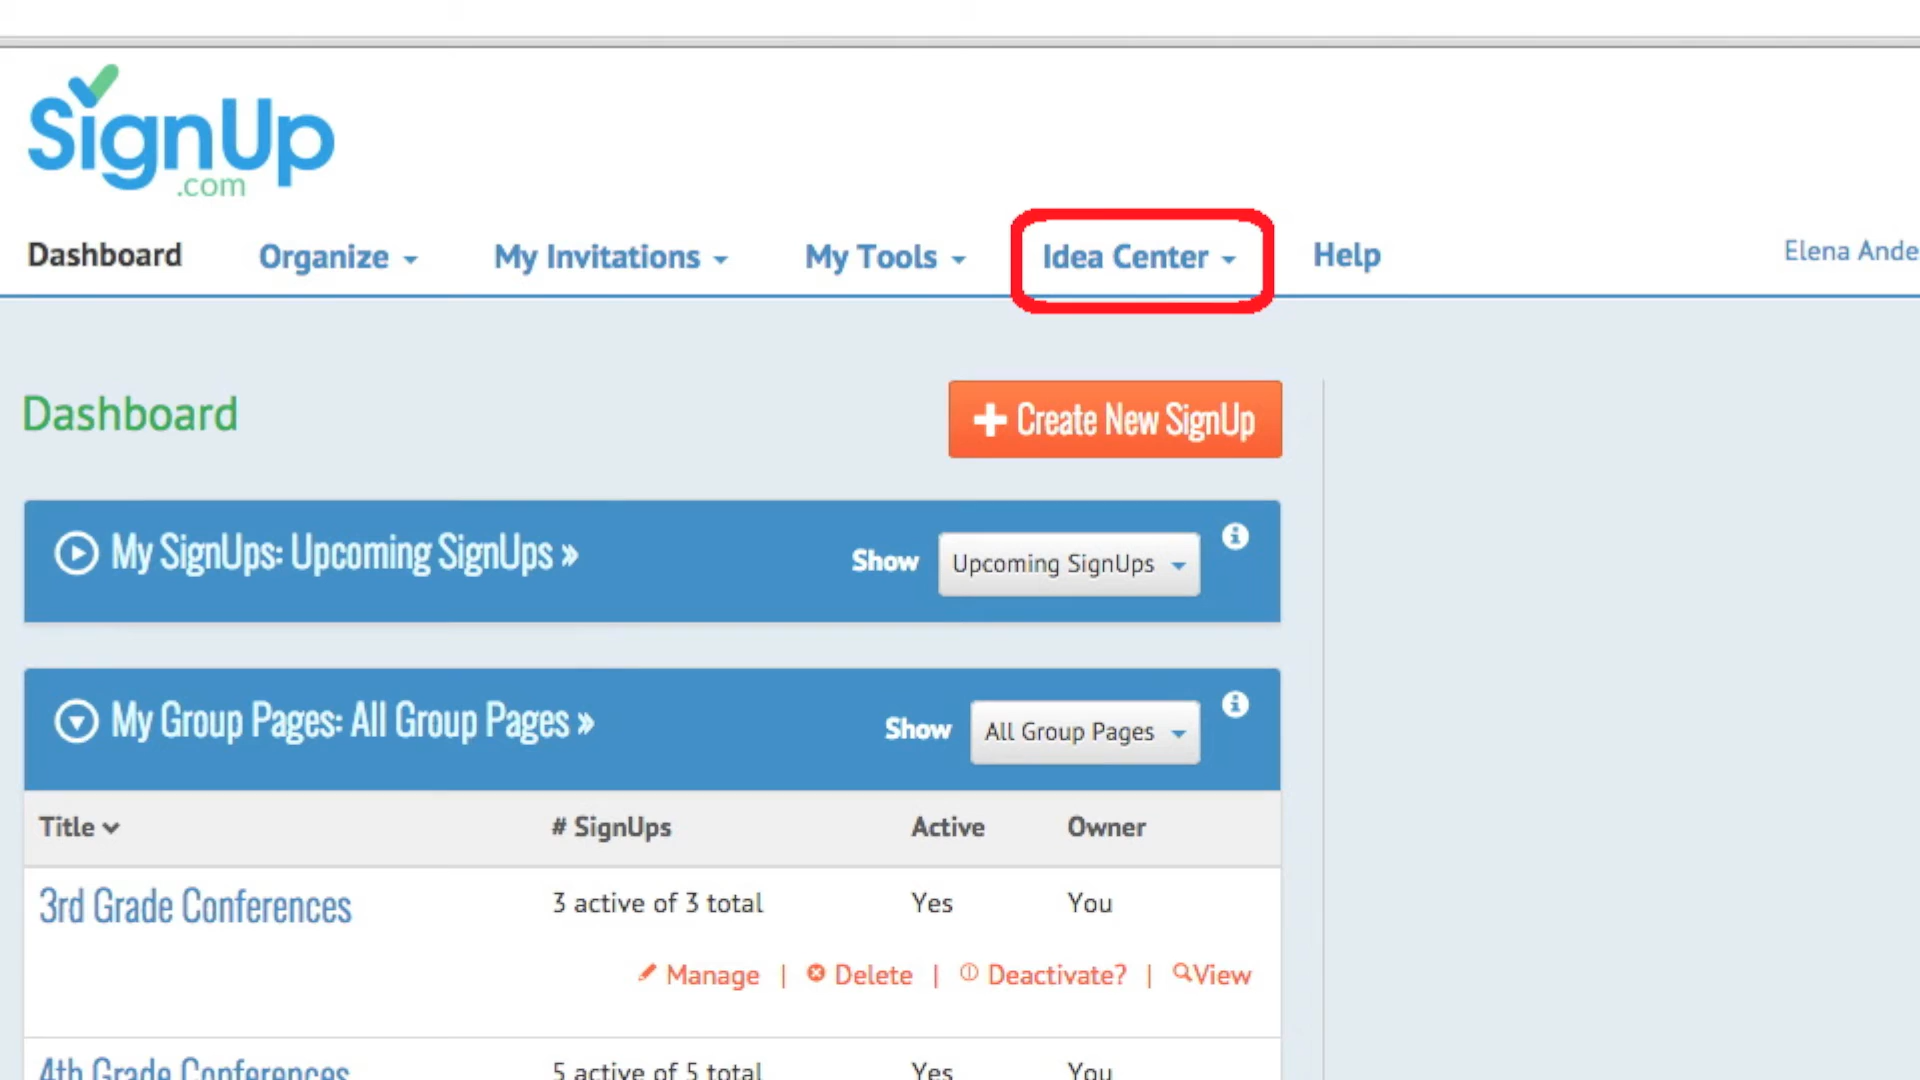 SignUp
.com
Dashboard Organize My Invitations My Tools Idea Center Help Elena Ande
Dashboard
Create New SignUp
My SignUps: Upcoming SignUps » Show Upcoming SignUps
My Group Pages: All Group Pages » Show All Group Pages
Title # SignUps Active Owner
3rd Grade Conferences 3 active of 3 total Yes You
Manage | Delete | Deactivate? | View
4th Grade Conferences 5 active of 5 total Yes You